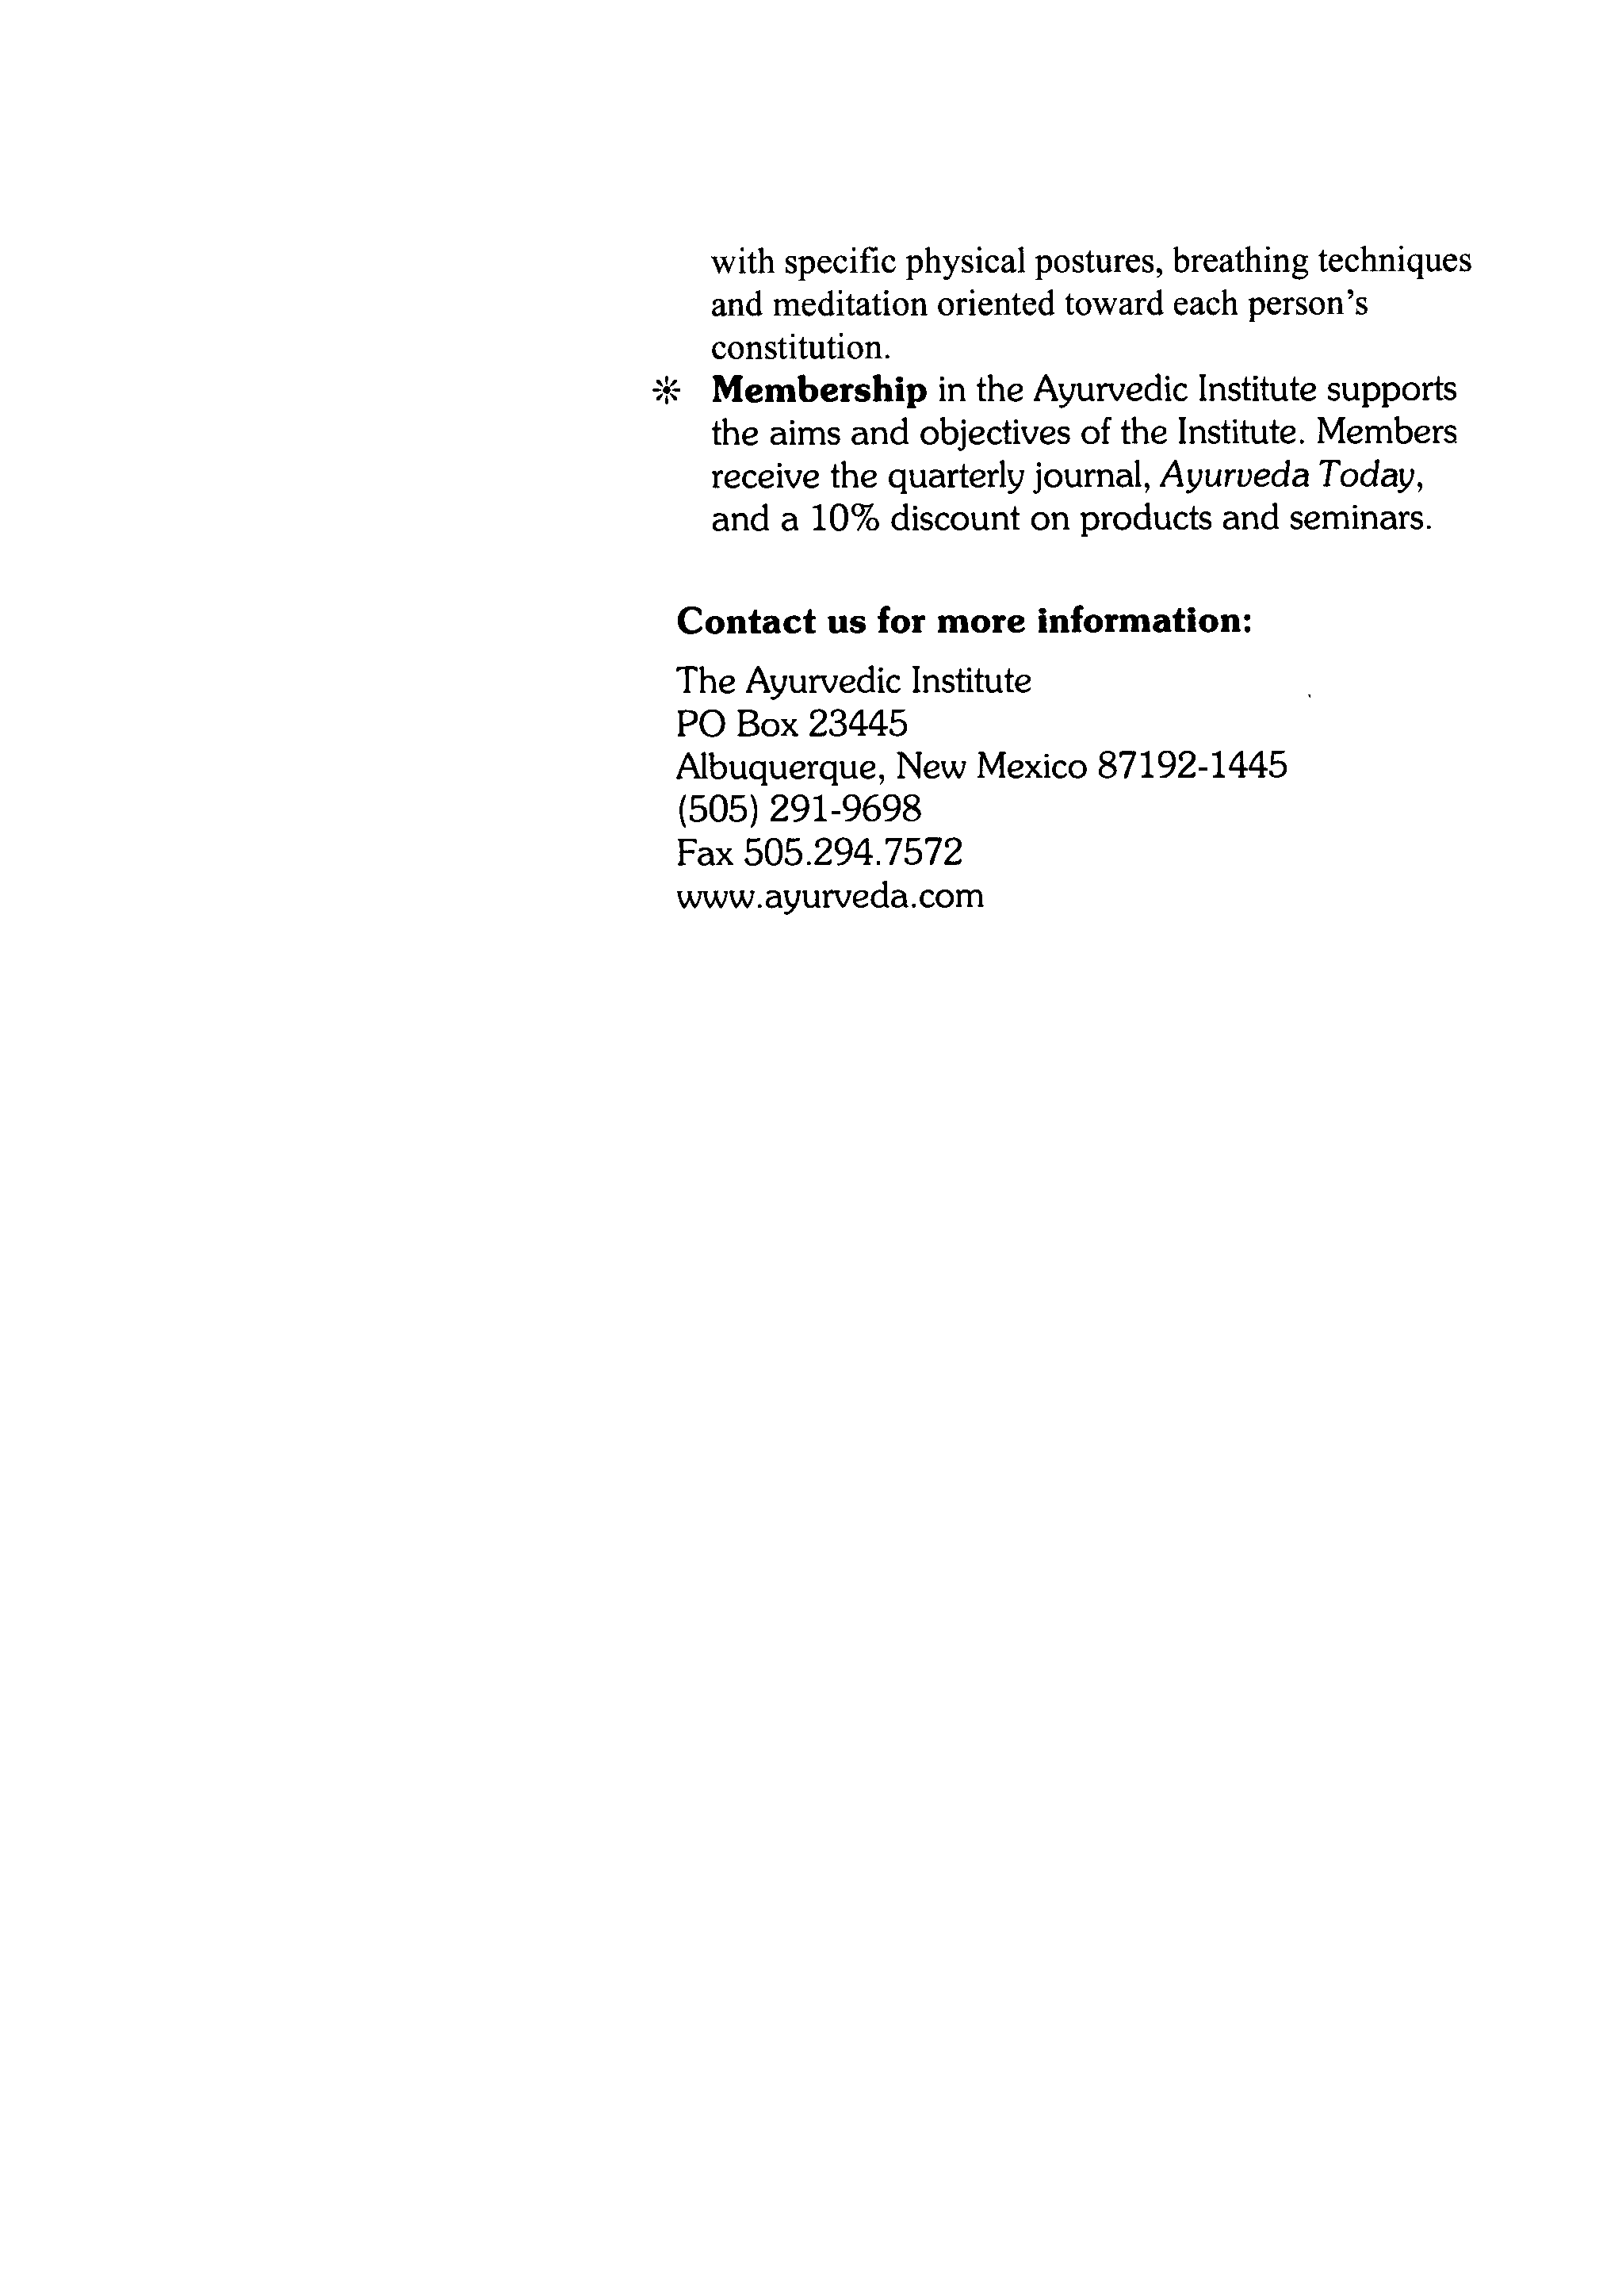 with specific physical postures, breathing techniques
and meditation oriented toward each person's
constitution.
❊ Membership in the Ayurvedic Institute supports
the aims and objectives of the Institute. Members
receive the quarterly journal, Ayurveda Today,
and a 10% discount on products and seminars.
Contact us for more information:
The Ayurvedic Institute
PO Box 23445
Albuquerque, New Mexico 87192-1445
(505) 291-9698
Fax 505.294.7572
www.ayurveda.com